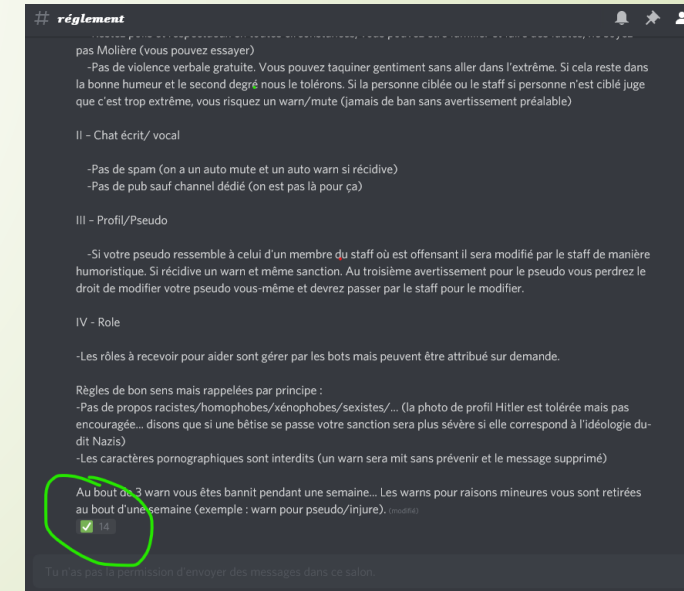 # réglement
pas Molière (vous pouvez essayer)
-Pas de violence verbale gratuite. Vous pouvez taquiner gentiment sans aller dans l'extrême. Si cela reste dans
la bonne humeur et le second degré nous le tolérons. Si la personne ciblée ou le staff si personne n'est ciblé juge
que c'est trop extrême, vous risquez un warn/mute (jamais de ban sans avertissement préalable)
II – Chat écrit/ vocal
-Pas de spam (on a un auto mute et un auto warn si récidive)
-Pas de pub sauf channel dédié (on est pas là pour ça)
III – Profil/Pseudo
-Si votre pseudo ressemble à celui d'un membre du staff où est offensant il sera modifié par le staff de manière
humoristique. Si récidive un warn et même sanction. Au troisième avertissement pour le pseudo vous perdrez le
droit de modifier votre pseudo vous-même et devrez passer par le staff pour le modifier.
IV - Role
-Les rôles à recevoir pour aider sont gérer par les bots mais peuvent être attribué sur demande.
Règles de bon sens mais rappelées par principe :
-Pas de propos racistes/homophobes/xénophobes/sexistes/... (la photo de profil Hitler est tolérée mais pas
encouragée... disons que si une bêtise se passe votre sanction sera plus sévère si elle correspond à l'idéologie du-
dit Nazis)
-Les caractères pornographiques sont interdits (un warn sera mit sans prévenir et le message supprimé)
Au bout de 3 warn vous êtes bannit pendant une semaine... Les warns pour raisons mineures vous sont retirées
au bout d'une semaine (exemple : warn pour pseudo/injure). (modifié)
14
Tu n'as pas la permission d'envoyer des messages dans ce salon.